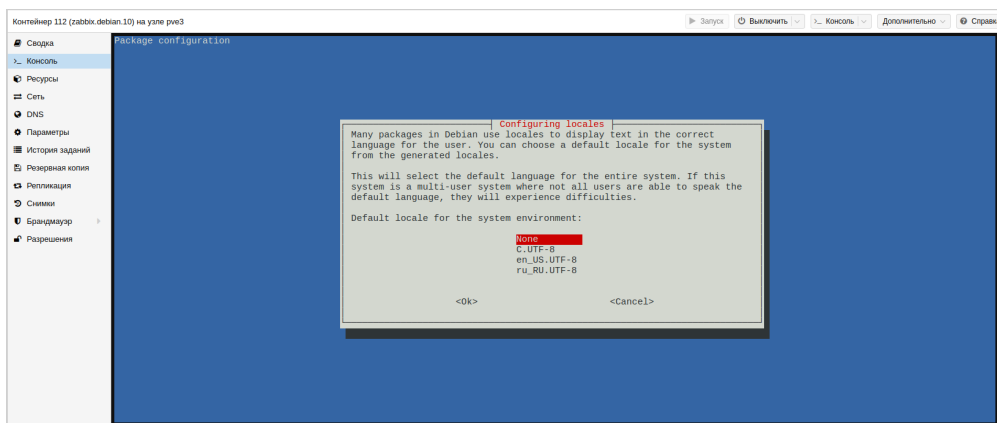 Контейнер 112 (zabbix.debian.10) на узле pve3
Запуск
Выключить
Консоль
Дополнительно
Справка
Сводка
Консоль
Ресурсы
Сеть
DNS
Параметры
История заданий
Резервная копия
Репликация
Снимки
Брандмауэр
Разрешения
Package configuration
Configuring locales
Many packages in Debian use locales to display text in the correct
language for the user. You can choose a default locale for the system
from the generated locales.
This will select the default language for the entire system. If this
system is a multi-user system where not all users are able to speak the
default language, they will experience difficulties.
Default locale for the system environment:
None
C.UTF-8
en_US.UTF-8
ru_RU.UTF-8
<Ok> <Cancel>